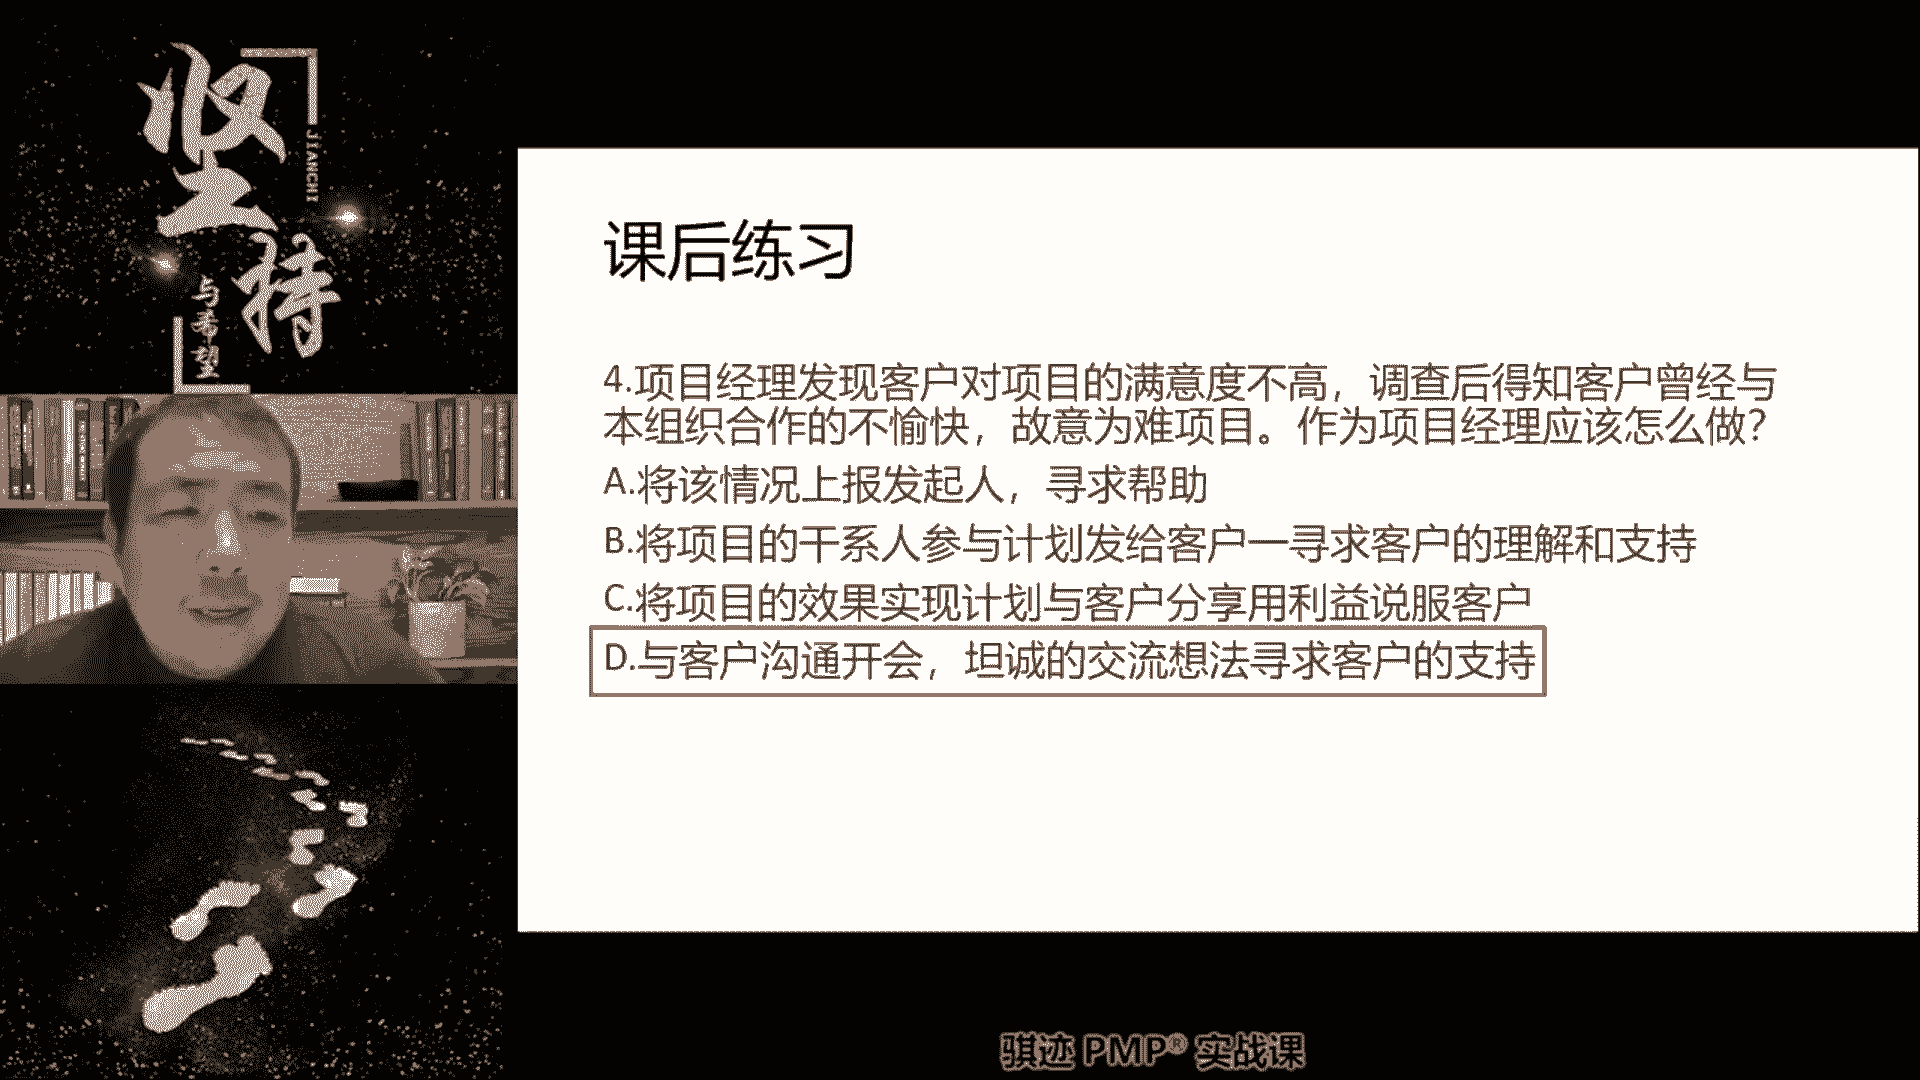 坚持
JIANCHI
与希望
课后练习
4.项目经理发现客户对项目的满意度不高，调查后得知客户曾经与
本组织合作的不愉快，故意为难项目。作为项目经理应该怎么做？
A.将该情况上报发起人，寻求帮助
B.将项目的干系人参与计划发给客户一寻求客户的理解和支持
C.将项目的效果实现计划与客户分享用利益说服客户
D.与客户沟通开会，坦诚的交流想法寻求客户的支持
骐迹 PMP® 实战课